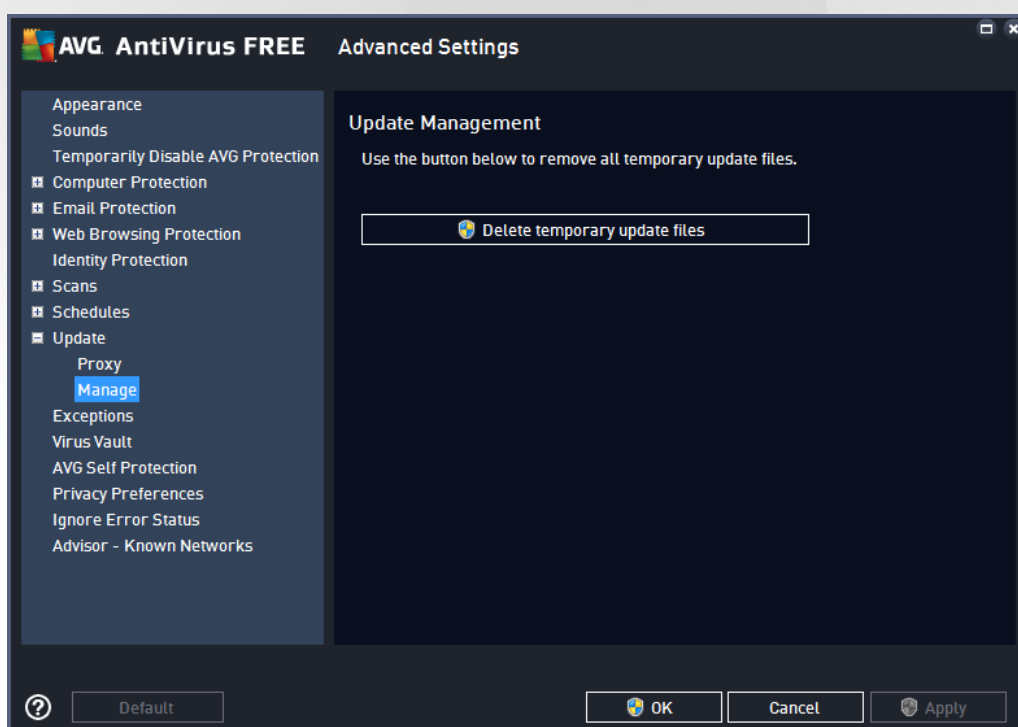 AVG AntiVirus FREE Advanced Settings
Appearance
Sounds
Temporarily Disable AVG Protection
Computer Protection
Email Protection
Web Browsing Protection
Identity Protection
Scans
Schedules
Update
Proxy
Manage
Exceptions
Virus Vault
AVG Self Protection
Privacy Preferences
Ignore Error Status
Advisor - Known Networks
Update Management
Use the button below to remove all temporary update files.
Delete temporary update files
? Default OK Cancel Apply